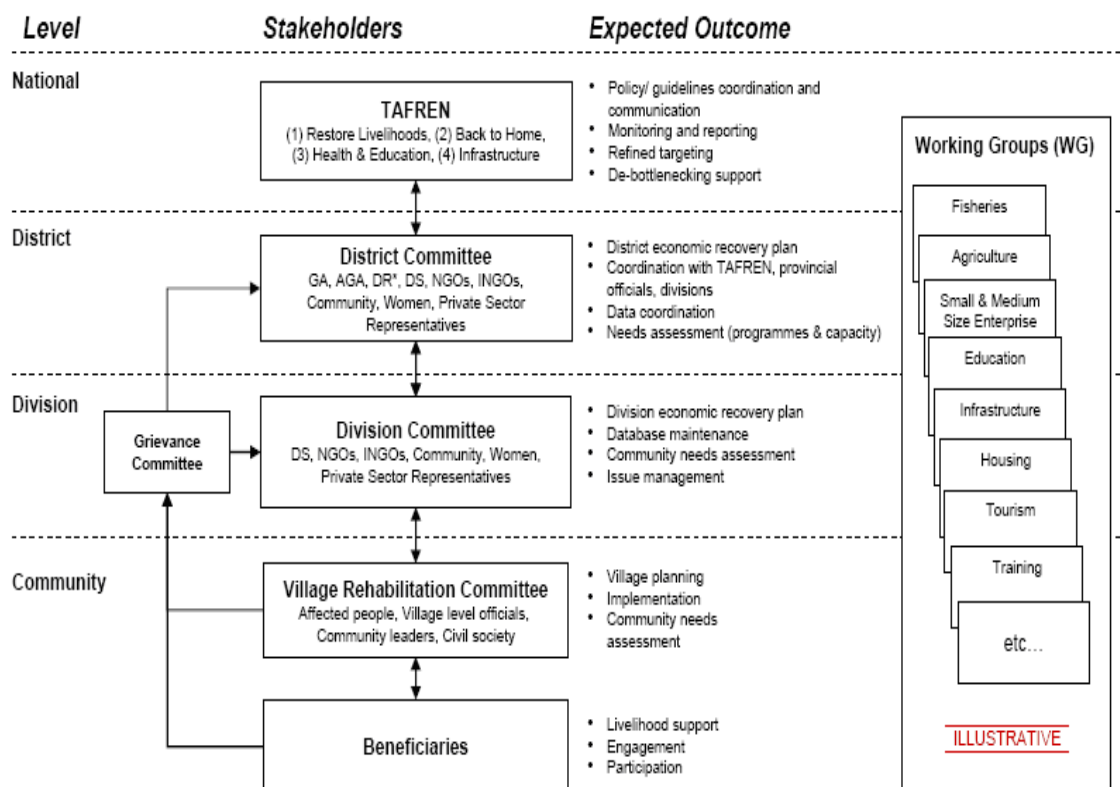 Level Stakeholders Expected Outcome
National
TAFREN
(1) Restore Livelihoods, (2) Back to Home,
(3) Health & Education, (4) Infrastructure
• Policy/ guidelines coordination and
communication
• Monitoring and reporting
• Refined targeting
• De-bottlenecking support
District
District Committee
GA, AGA, DR*, DS, NGOs, INGOs,
Community, Women, Private Sector
Representatives
• District economic recovery plan
• Coordination with TAFREN, provincial
officials, divisions
• Data coordination
• Needs assessment (programmes & capacity)
Division
Grievance
Committee
Division Committee
DS, NGOs, INGOs, Community, Women,
Private Sector Representatives
• Division economic recovery plan
• Database maintenance
• Community needs assessment
• Issue management
Community
Village Rehabilitation Committee
Affected people, Village level officials,
Community leaders, Civil society
• Village planning
• Implementation
• Community needs
assessment
Beneficiaries
• Livelihood support
• Engagement
• Participation
Working Groups (WG)
Fisheries
Agriculture
Small & Medium
Size Enterprise
Education
Infrastructure
Housing
Tourism
Training
etc...
ILLUSTRATIVE